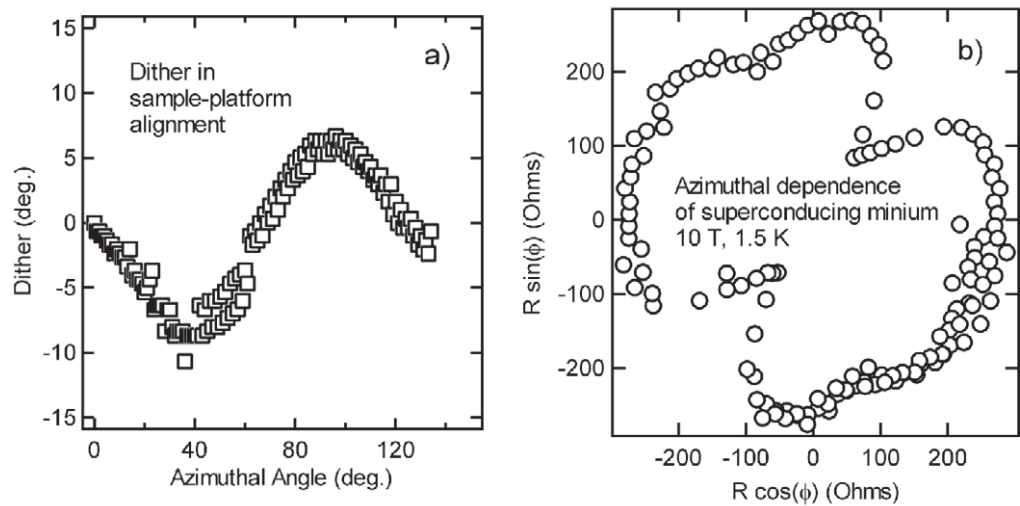 15
10
5
0
-5
-10
-15
Dither (deg.)
0
40
80
120
Azimuthal Angle (deg.)
a)
Dither in
sample-platform
alignment
200
100
0
-100
-200
R sin(ϕ) (Ohms)
-200
-100
0
100
200
R cos(ϕ) (Ohms)
b)
Azimuthal dependence
of superconducing minium
10 T, 1.5 K